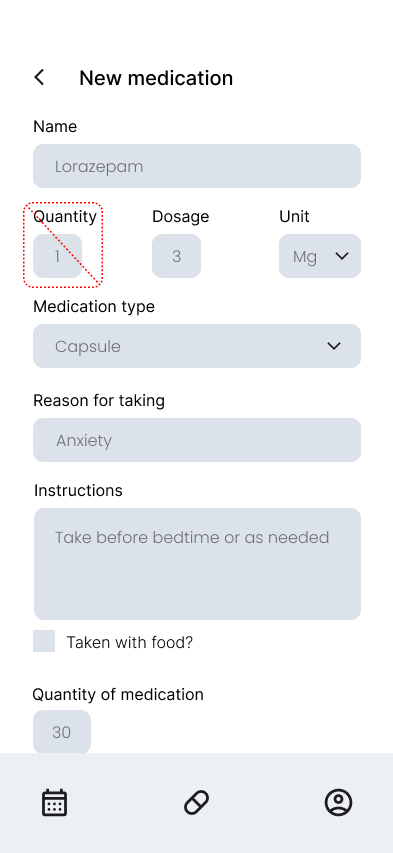 New medication
Name
Lorazepam
Quantity Dosage Unit
1 3 Mg
Medication type
Capsule
Reason for taking
Anxiety
Instructions
Take before bedtime or as needed
Taken with food?
Quantity of medication
30